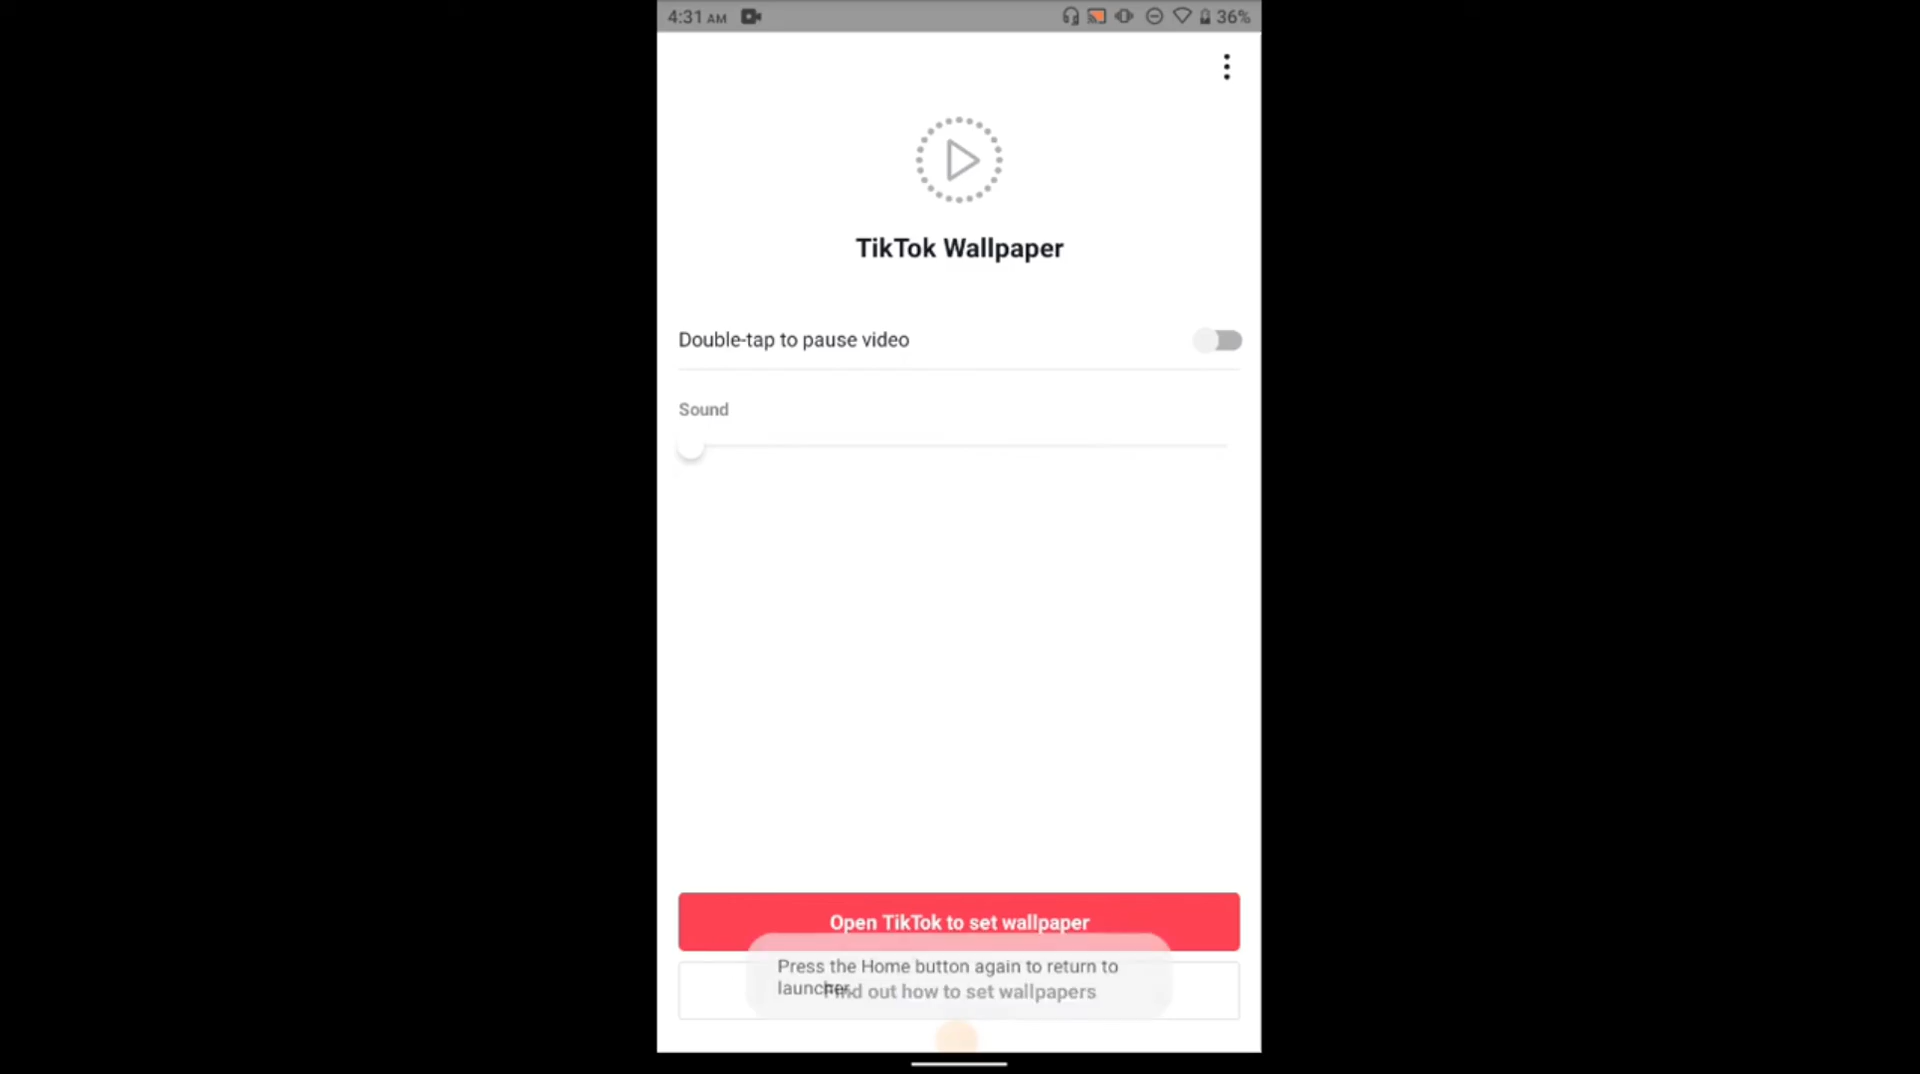 4:31 AM
36%
TikTok Wallpaper
Double-tap to pause video
Sound
Open TikTok to set wallpaper
Press the Home button again to return to
launcher.
Find out how to set wallpapers